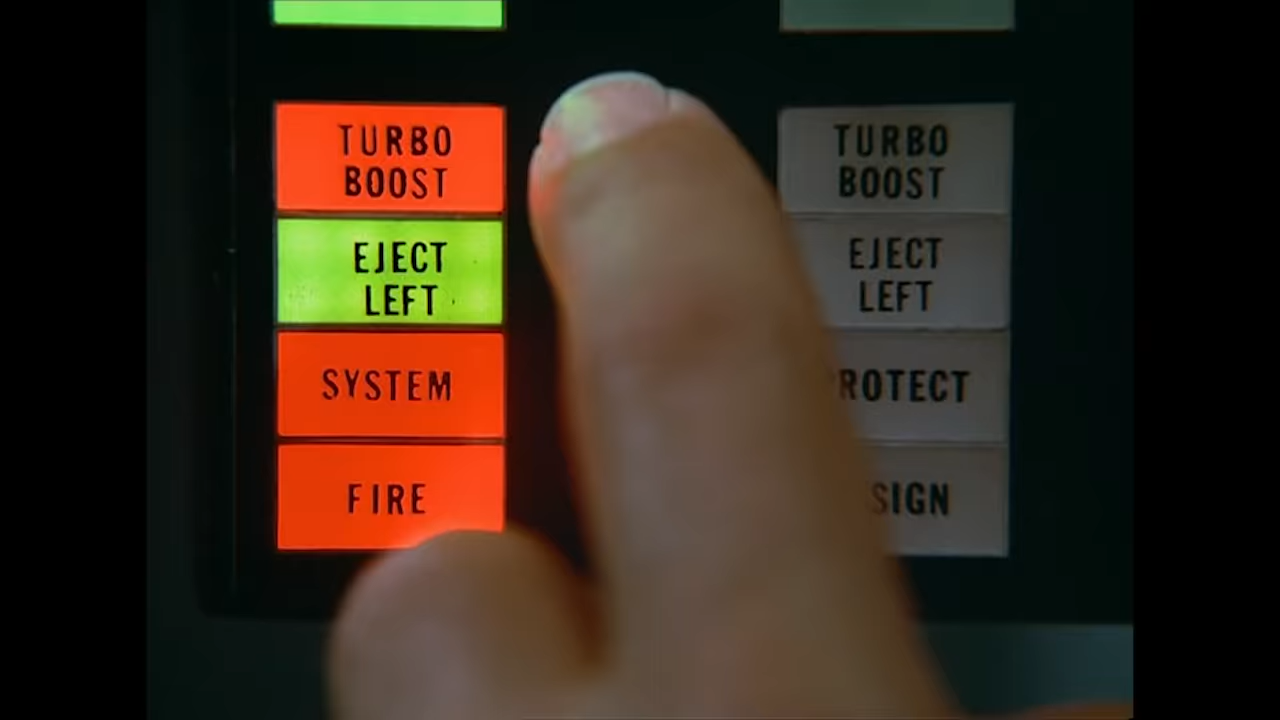 TURBO
BOOST
EJECT
LEFT
SYSTEM
FIRE
TURBO
BOOST
EJECT
LEFT
ROTECT
SIGN